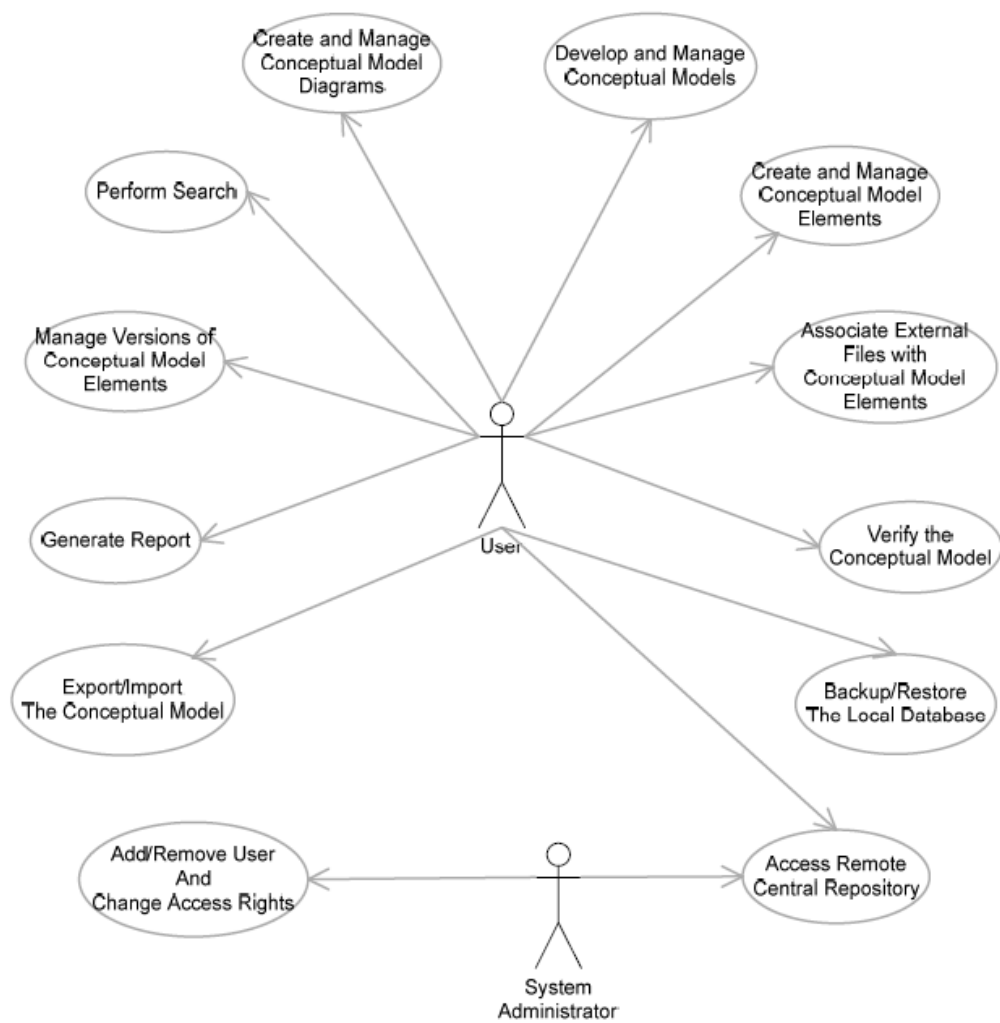 Create and Manage
Conceptual Model
Diagrams
Develop and Manage
Conceptual Models
Perform Search
Create and Manage
Conceptual Model
Elements
Manage Versions of
Conceptual Model
Elements
Associate External
Files with
Conceptual Model
Elements
Generate Report
User
Verify the
Conceptual Model
Export/Import
The Conceptual Model
Backup/Restore
The Local Database
Add/Remove User
And
Change Access Rights
Access Remote
Central Repository
System
Administrator